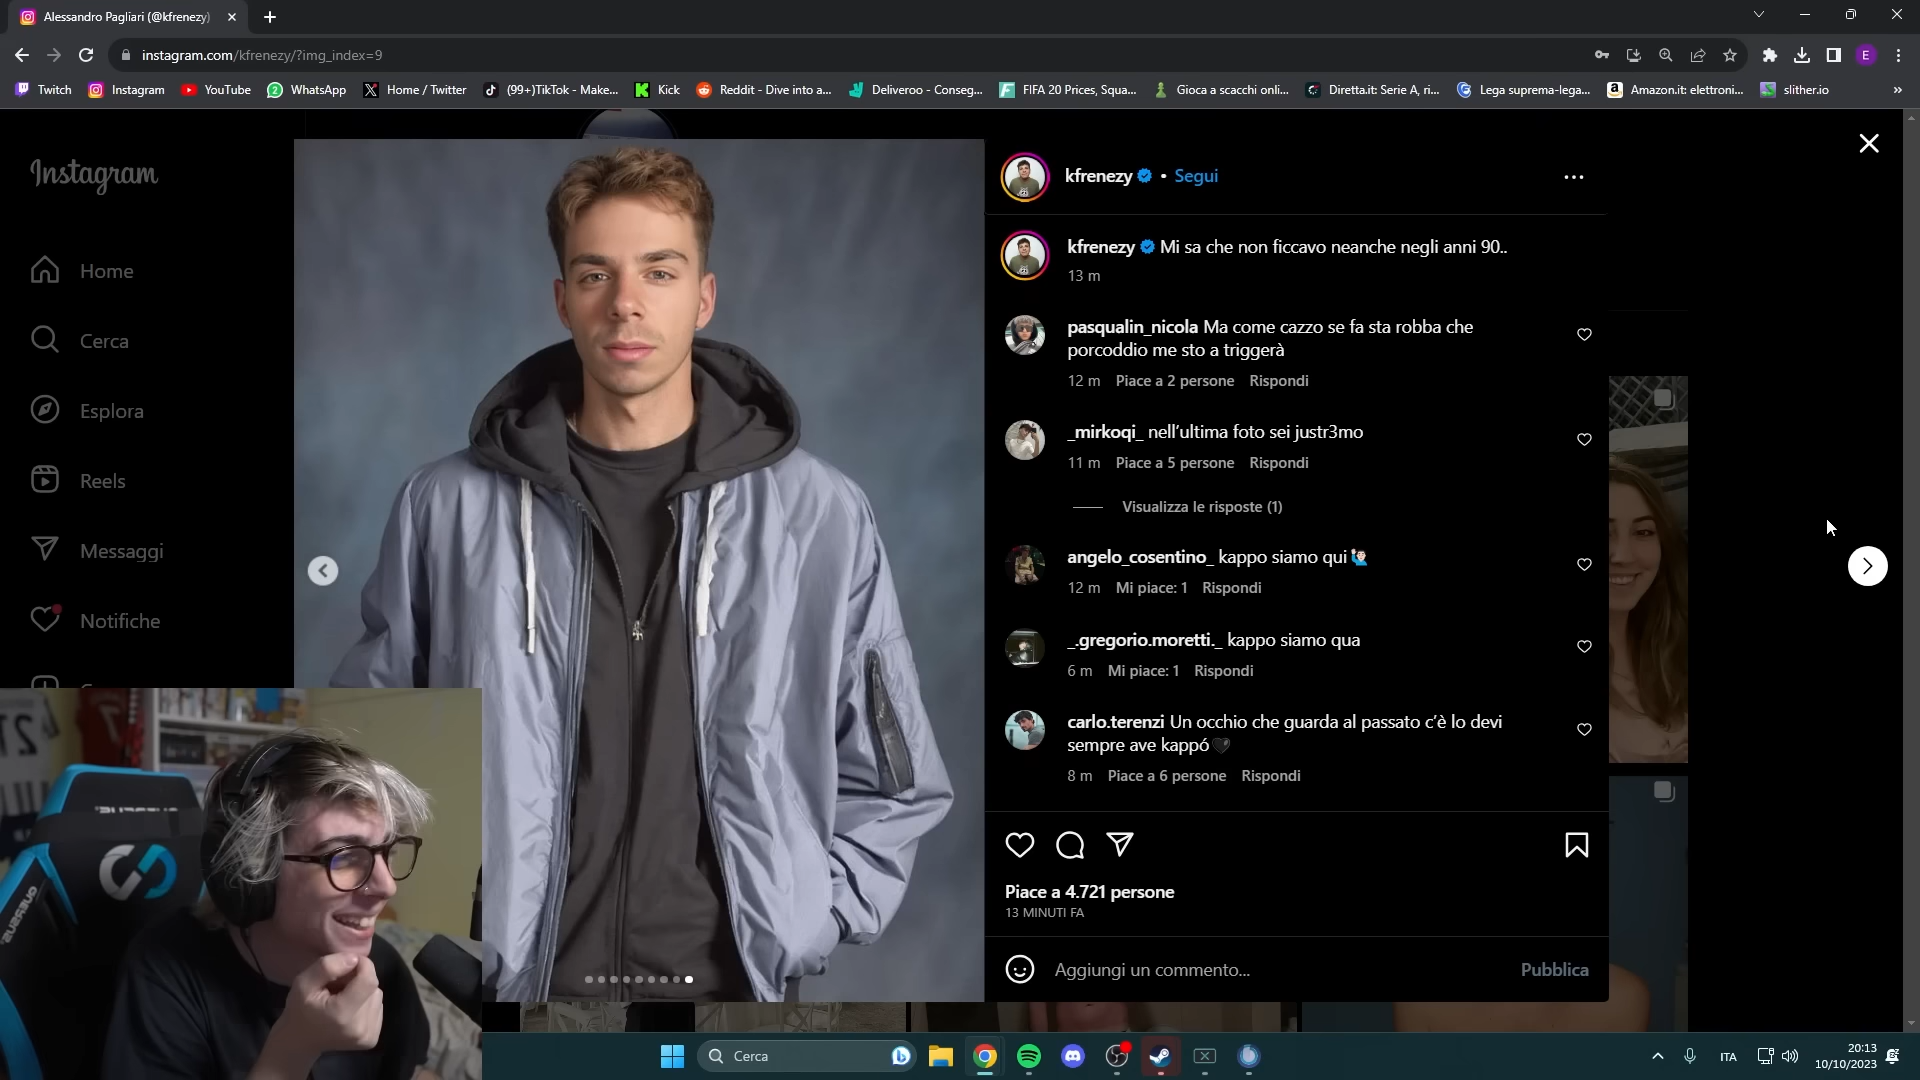 Alessandro Pagliari (@kfrenezy)
instagram.com/kfrenezy/?img_index=9
E
Twitch
Instagram
YouTube
WhatsApp
Home / Twitter
(99+)TikTok - Make...
Kick
Reddit - Dive into a...
Deliveroo - Conseg...
FIFA 20 Prices, Squa...
Gioca a scacchi onli...
Diretta.it: Serie A, ri...
Lega suprema-lega...
Amazon.it: elettroni...
slither.io
»
Instagram
Home
Cerca
Esplora
Reels
Messaggi
Notifiche
kfrenezy • Segui
kfrenezy Mi sa che non ficcavo neanche negli anni 90..
13 m
pasqualin_nicola Ma come cazzo se fa sta robba che
porcoddio me sto a triggerà
12 m Piace a 2 persone Rispondi
_mirkoqi_ nell'ultima foto sei justr3mo
11 m Piace a 5 persone Rispondi
Visualizza le risposte (1)
angelo_cosentino_ kappo siamo qui🙋🏻‍♂️
12 m Mi piace: 1 Rispondi
_.gregorio.moretti._ kappo siamo qua
6 m Mi piace: 1 Rispondi
carlo.terenzi Un occhio che guarda al passato c'è lo devi
sempre ave kappó🖤
8 m Piace a 6 persone Rispondi
Piace a 4.721 persone
13 MINUTI FA
Aggiungi un commento...
Pubblica
Cerca
ITA
20:13
10/10/2023